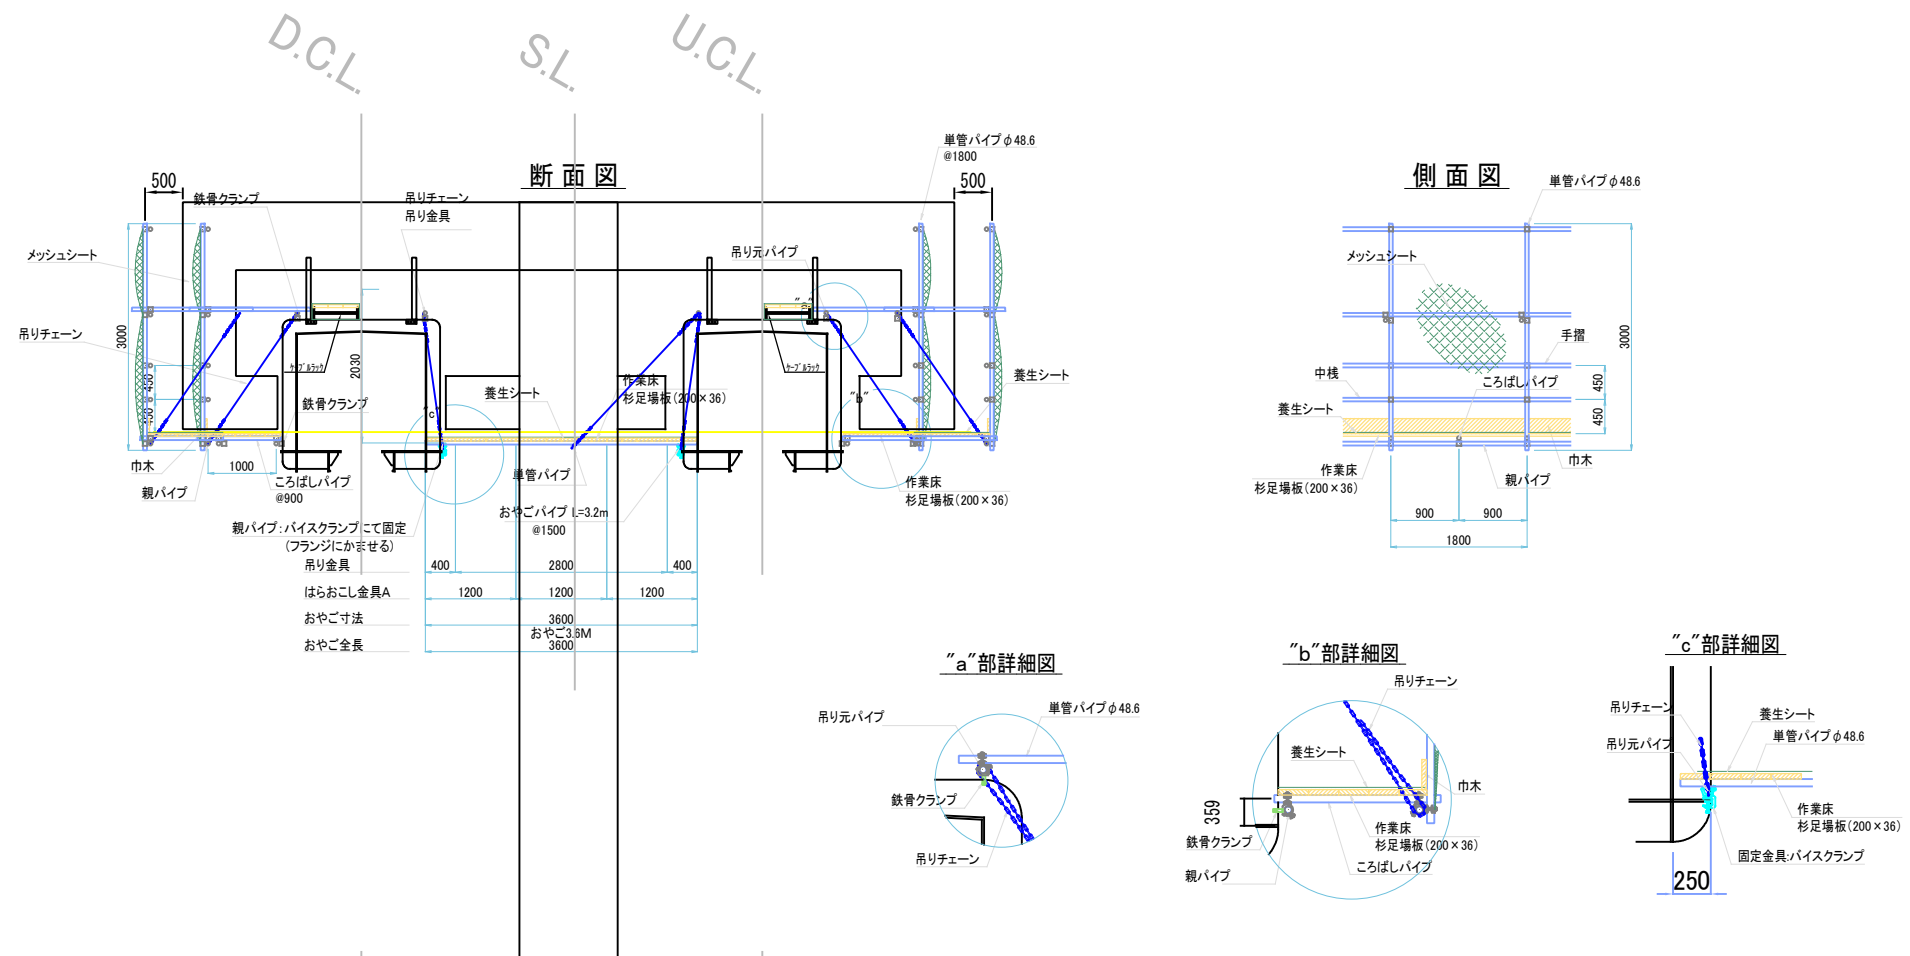 D.C.L.
S.L.
U.C.L.
断面図
500
鉄骨クランプ
吊りチェーン
吊り金具
単管パイプφ48.6
@1800
500
メッシュシート
吊り元パイプ
3000
吊りチェーン
2030
ケーブルラック
ケーブルラック
450
450
鉄骨クランプ
"c"
養生シート
作業床
杉足場板(200×36)
"b"
養生シート
巾木
1000
親パイプ
ころばしパイプ
@900
単管パイプ
作業床
杉足場板(200×36)
おやごパイプ L=3.2m
@1500
親パイプ:バイスクランプにて固定
(フランジにかませる)
吊り金具
400
2800
400
はらおこし金具A
1200
1200
1200
おやご寸法
3600
おやご3.6M
おやご全長
3600
側面図
単管パイプφ48.6
メッシュシート
手摺
3000
中桟
ころばしパイプ
450
養生シート
450
作業床
杉足場板(200×36)
巾木
親パイプ
900
900
1800
"a"部詳細図
吊り元パイプ
単管パイプφ48.6
鉄骨クランプ
吊りチェーン
"b"部詳細図
吊りチェーン
養生シート
巾木
359
作業床
杉足場板(200×36)
鉄骨クランプ
ころばしパイプ
親パイプ
"c"部詳細図
吊りチェーン
養生シート
単管パイプφ48.6
吊り元パイプ
作業床
杉足場板(200×36)
固定金具:バイスクランプ
250